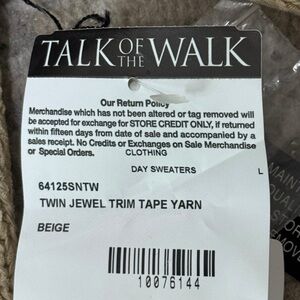 TALK OF THE WALK
Our Return Policy
Merchandise which has not been altered or tag removed will
be accepted for exchange for STORE CREDIT ONLY, if returned
within fifteen days from date of sale and accompanied by a
sales receipt. No Credits or Exchanges on Sale Merchandise
or Special Orders.
CLOTHING
DAY SWEATERS L
64125SNTW
TWIN JEWEL TRIM TAPE YARN
BEIGE
10076144